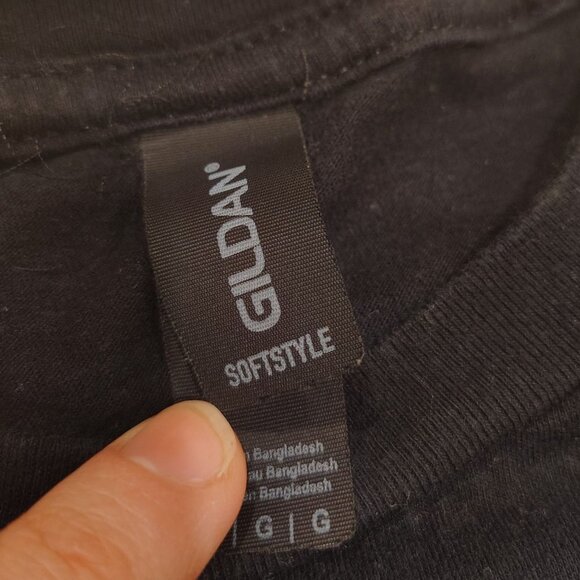 GILDAN®
SOFTSTYLE
Bangladesh
au Bangladesh
en Bangladesh
| G | G